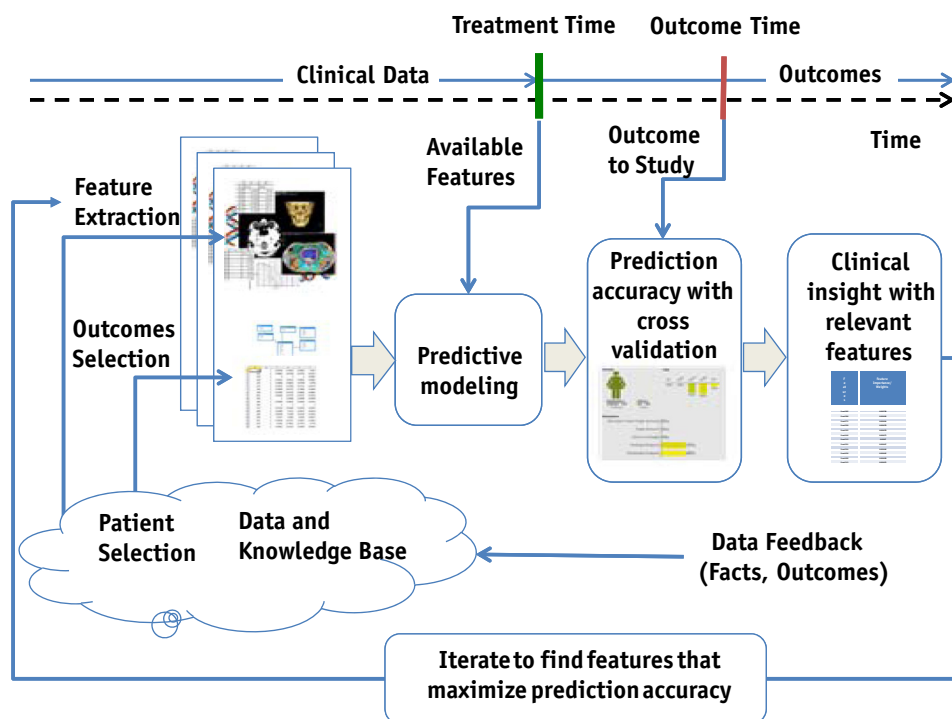 Treatment Time
Outcome Time
Clinical Data
Outcomes
Time
Available
Features
Outcome
to Study
Feature
Extraction
Outcomes
Selection
Predictive
modeling
Prediction
accuracy with
cross
validation
Clinical
insight with
relevant
features
Patient
Selection
Data and
Knowledge Base
Data Feedback
(Facts, Outcomes)
Iterate to find features that
maximize prediction accuracy